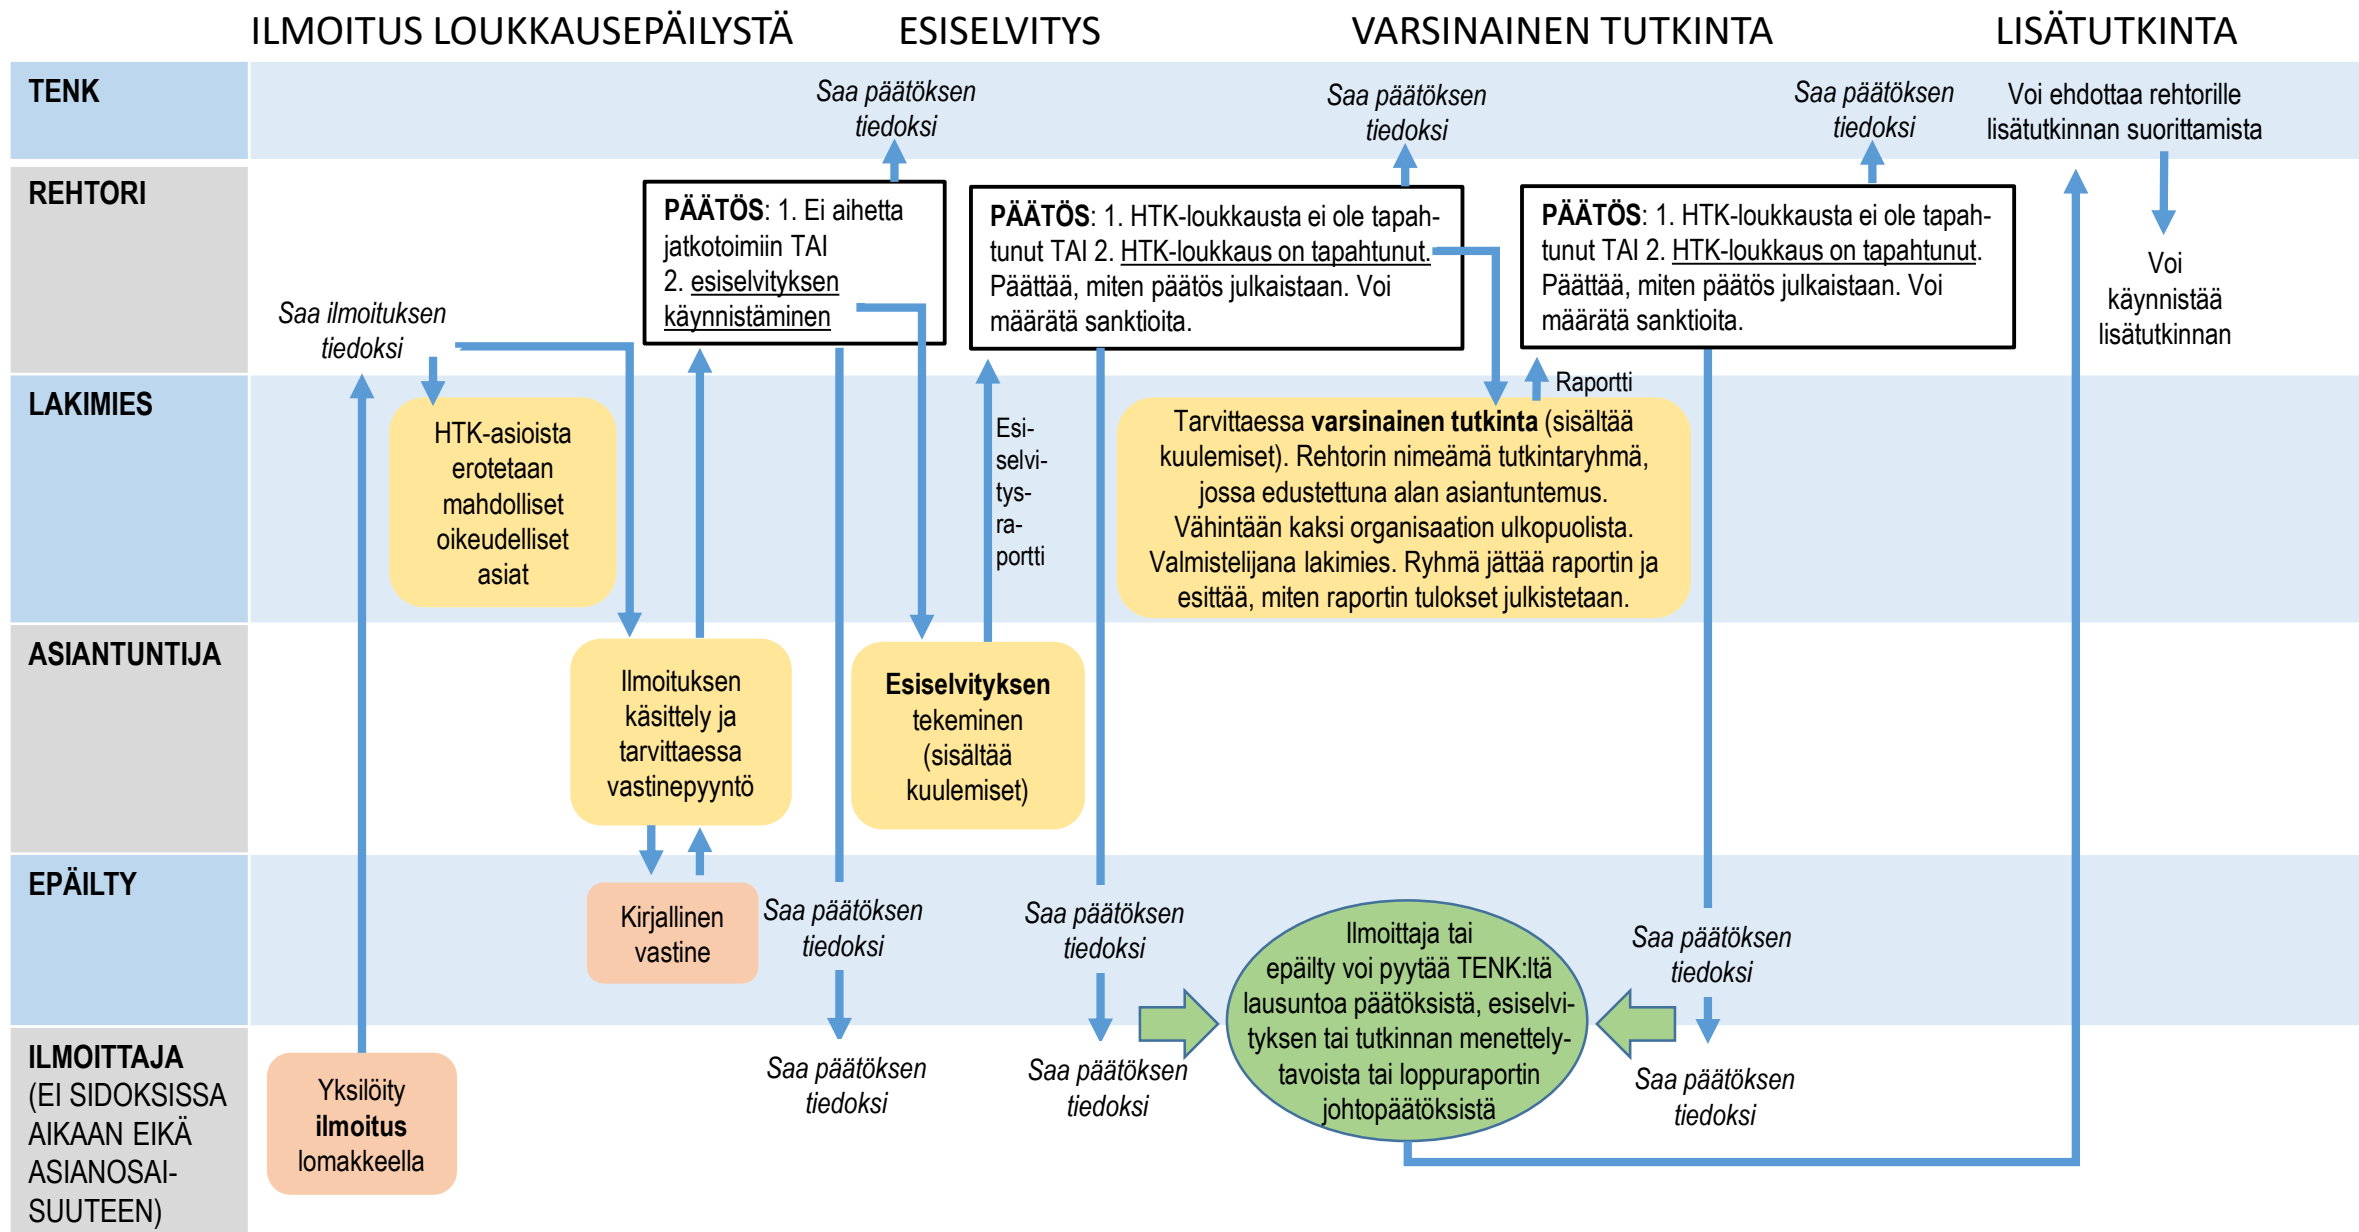 ILMOITUS LOUKKAUSEPÄILYSTÄ
ESISELVITYS
VARSINAINEN TUTKINTA
LISÄTUTKINTA
TENK
Saa päätöksen
tiedoksi
Saa päätöksen
tiedoksi
Saa päätöksen
tiedoksi
Voi ehdottaa rehtorille
lisätutkinnan suorittamista
REHTORI
Saa ilmoituksen
tiedoksi
PÄÄTÖS: 1. Ei aihetta
jatkotoimiin TAI
2. esiselvityksen
käynnistäminen
PÄÄTÖS: 1. HTK-loukkausta ei ole tapah-
tunut TAI 2. HTK-loukkaus on tapahtunut.
Päättää, miten päätös julkaistaan. Voi
määrätä sanktioita.
PÄÄTÖS: 1. HTK-loukkausta ei ole tapah-
tunut TAI 2. HTK-loukkaus on tapahtunut.
Päättää, miten päätös julkaistaan. Voi
määrätä sanktioita.
Voi
käynnistää
lisätutkinnan
LAKIMIES
HTK-asioista
erotetaan
mahdolliset
oikeudelliset
asiat
Esi-
selvi-
tys-
ra-
portti
Raportti
Tarvittaessa varsinainen tutkinta (sisältää
kuulemiset). Rehtorin nimeämä tutkintaryhmä,
jossa edustettuna alan asiantuntemus.
Vähintään kaksi organisaation ulkopuolista.
Valmistelijana lakimies. Ryhmä jättää raportin ja
esittää, miten raportin tulokset julkistetaan.
ASIANTUNTIJA
Ilmoituksen
käsittely ja
tarvittaessa
vastinepyyntö
Esiselvityksen
tekeminen
(sisältää
kuulemiset)
EPÄILTY
Kirjallinen
vastine
Saa päätöksen
tiedoksi
Saa päätöksen
tiedoksi
Ilmoittaja tai
epäilty voi pyytää TENK:ltä
lausuntoa päätöksistä, esiselvi-
tyksen tai tutkinnan menettely-
tavoista tai loppuraportin
johtopäätöksistä
Saa päätöksen
tiedoksi
ILMOITTAJA
(EI SIDOKSISSA
AIKAAN EIKÄ
ASIANOSAI-
SUUTEEN)
Yksilöity
ilmoitus
lomakkeella
Saa päätöksen
tiedoksi
Saa päätöksen
tiedoksi
Saa päätöksen
tiedoksi